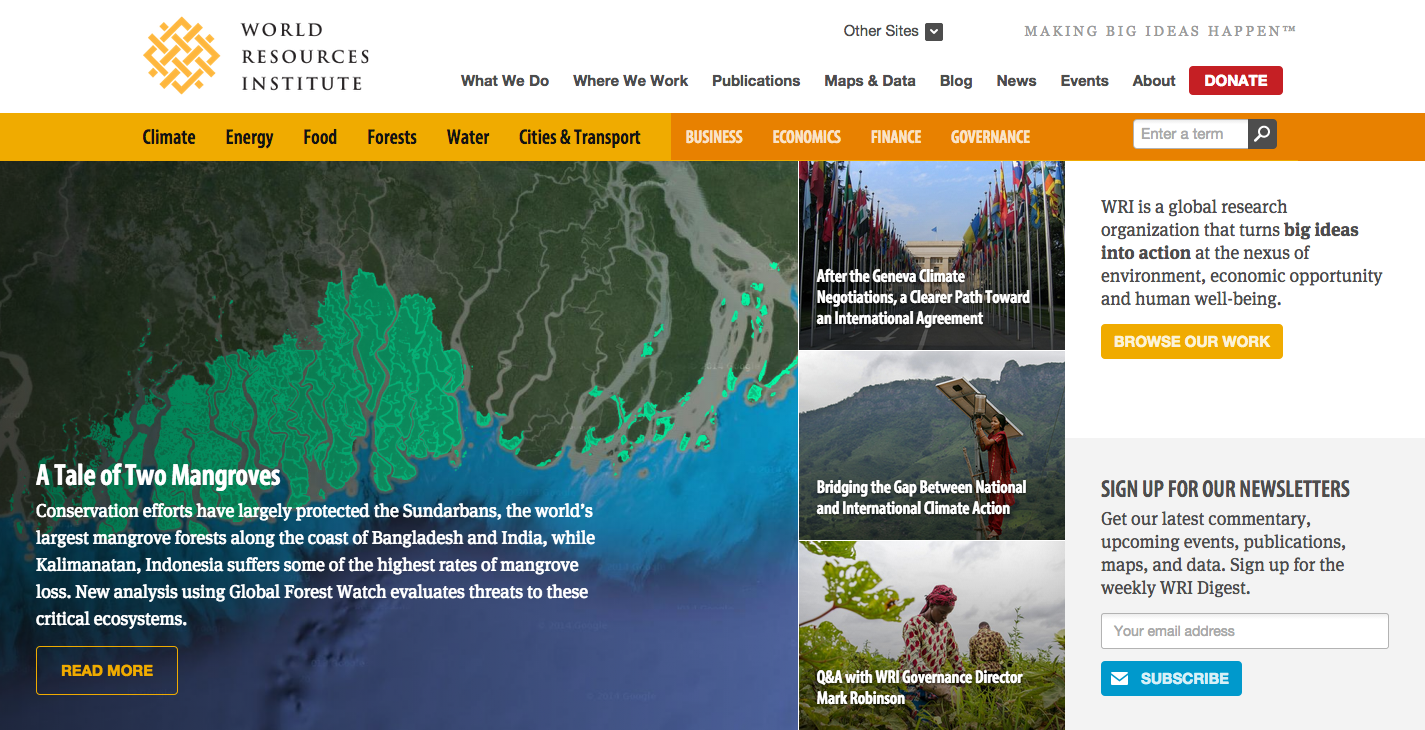 WORLD
RESOURCES
INSTITUTE
Other Sites
MAKING BIG IDEAS HAPPEN™
What We Do Where We Work Publications Maps & Data Blog News Events About DONATE
Climate Energy Food Forests Water Cities & Transport BUSINESS ECONOMICS FINANCE GOVERNANCE Enter a term
A Tale of Two Mangroves
Conservation efforts have largely protected the Sundarbans, the world's
largest mangrove forests along the coast of Bangladesh and India, while
Kalimanatan, Indonesia suffers some of the highest rates of mangrove
loss. New analysis using Global Forest Watch evaluates threats to these
critical ecosystems.
READ MORE
After the Geneva Climate
Negotiations, a Clearer Path Toward
an International Agreement
Bridging the Gap Between National
and International Climate Action
Q&A with WRI Governance Director
Mark Robinson
WRI is a global research
organization that turns big ideas
into action at the nexus of
environment, economic opportunity
and human well-being.
BROWSE OUR WORK
SIGN UP FOR OUR NEWSLETTERS
Get our latest commentary,
upcoming events, publications,
maps, and data. Sign up for the
weekly WRI Digest.
Your email address
SUBSCRIBE